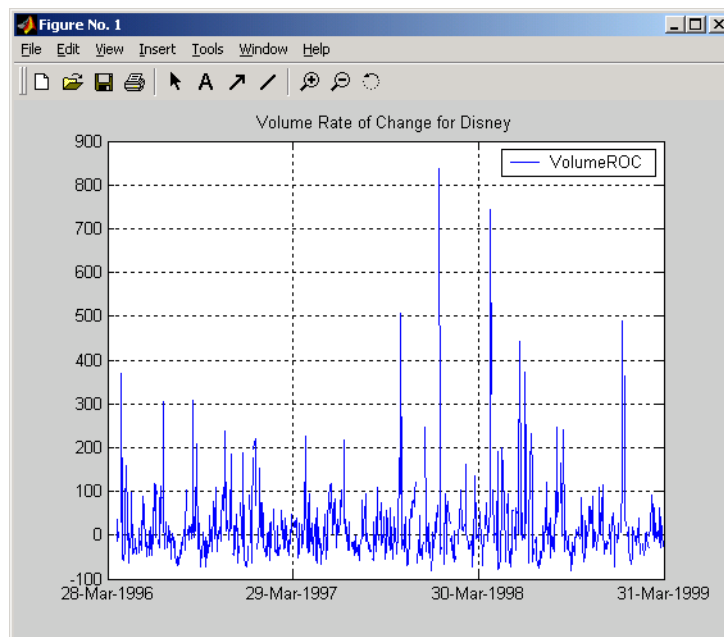 Figure No. 1
File Edit View Insert Tools Window Help
A
Volume Rate of Change for Disney
VolumeROC
900
800
700
600
500
400
300
200
100
0
-100
28-Mar-1996 29-Mar-1997 30-Mar-1998 31-Mar-1999